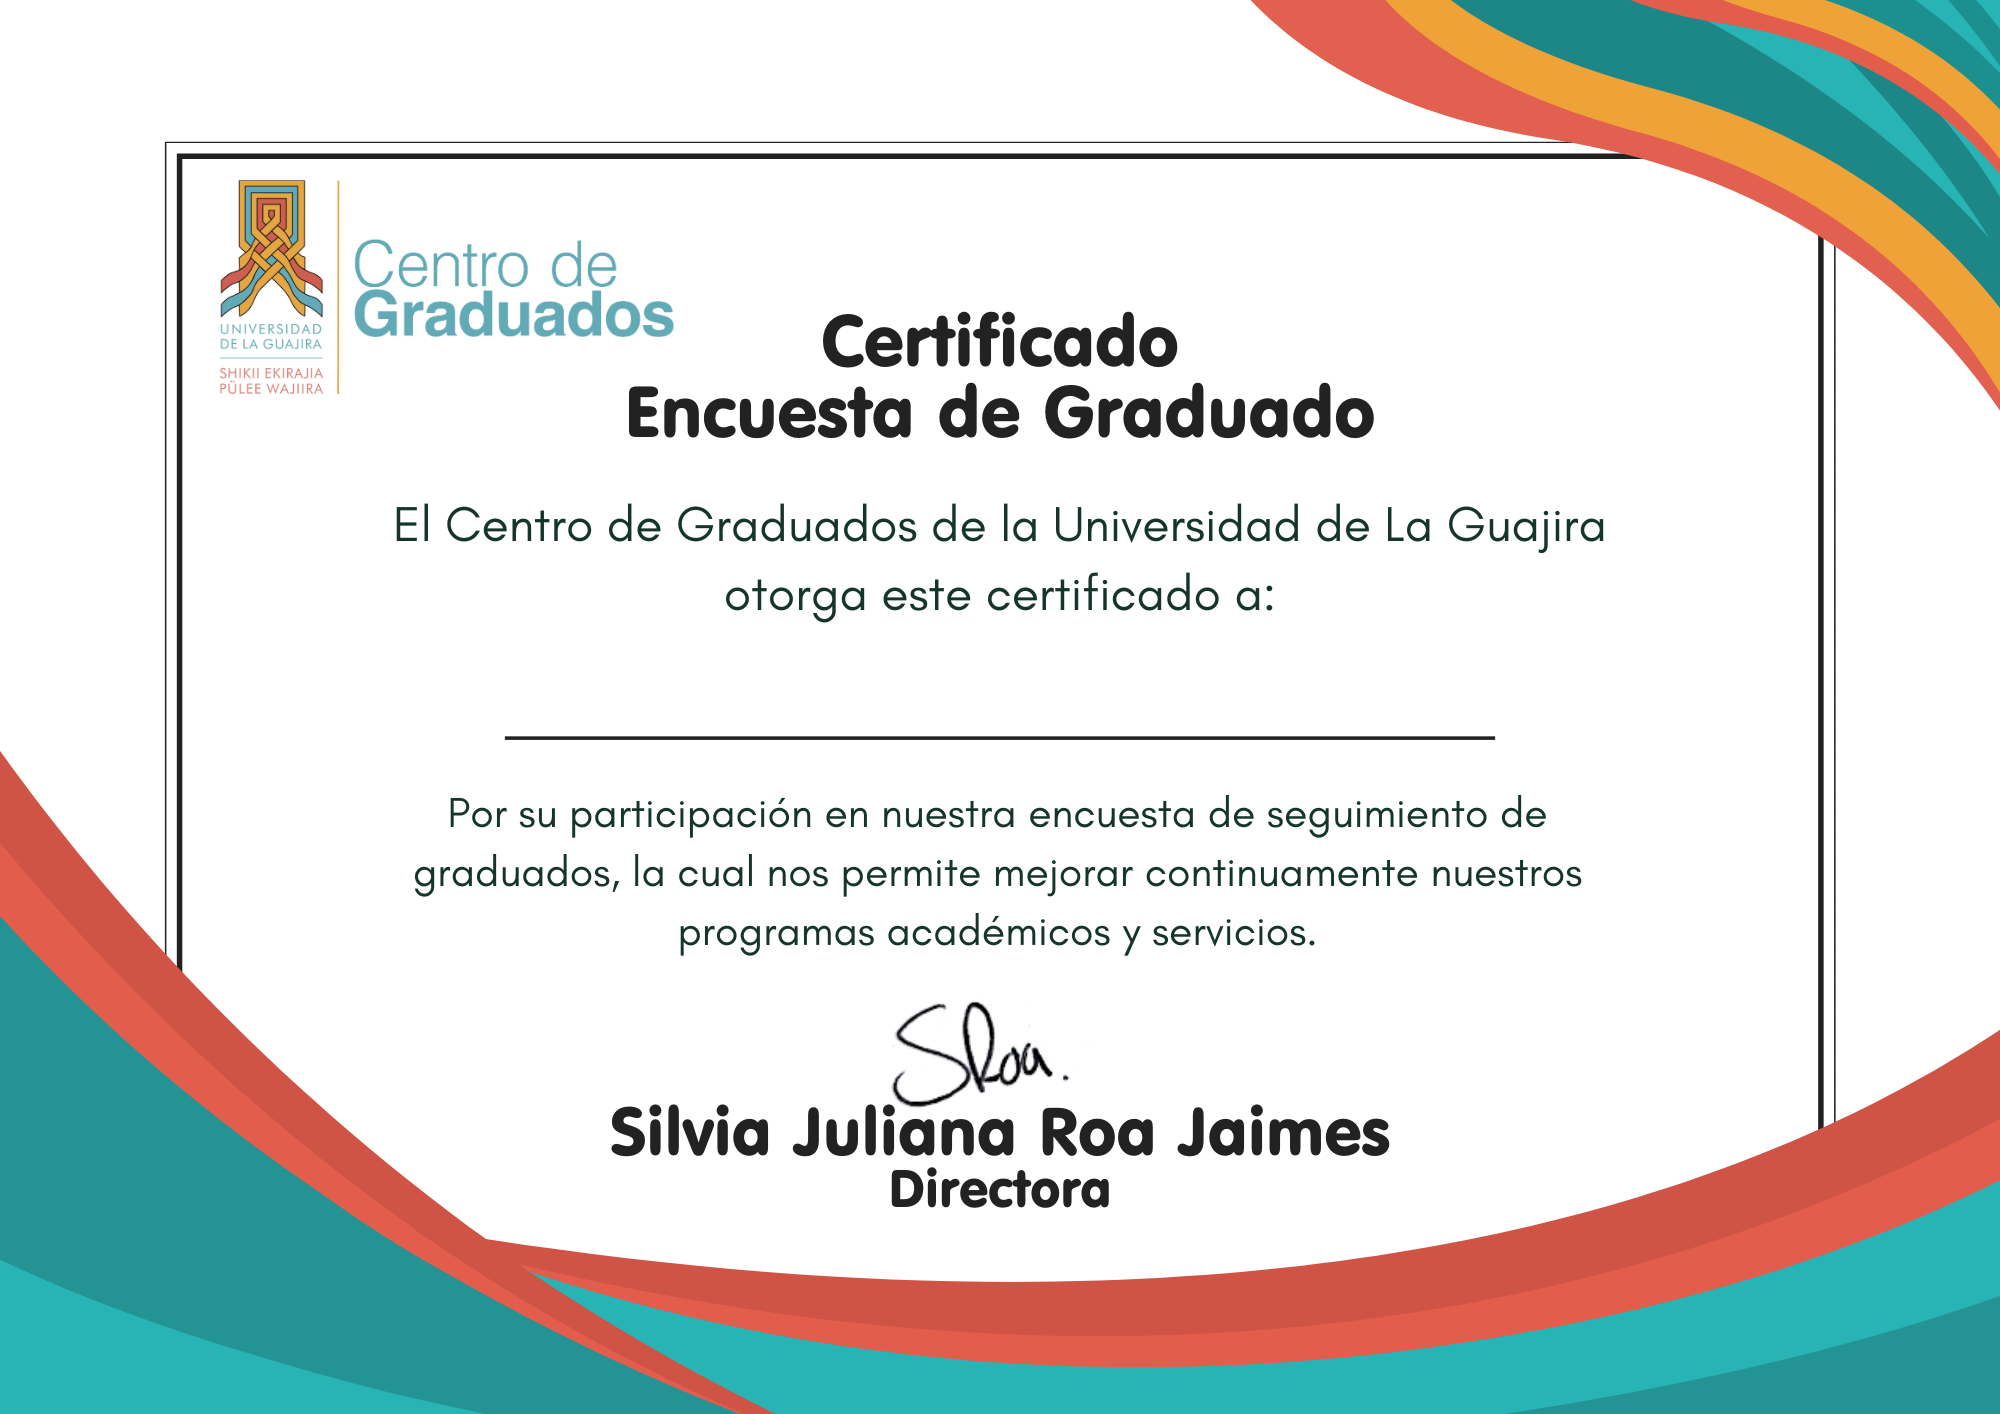 UNIVERSIDAD
DE LA GUAJIRA
SHIKII EKIRAJIA
PÜLEE WAJIIRA
Centro de
Graduados
Certificado
Encuesta de Graduado
El Centro de Graduados de la Universidad de La Guajira
otorga este certificado a:
Por su participación en nuestra encuesta de seguimiento de
graduados, la cual nos permite mejorar continuamente nuestros
programas académicos y servicios.
SRoa.
Silvia Juliana Roa Jaimes
Directora